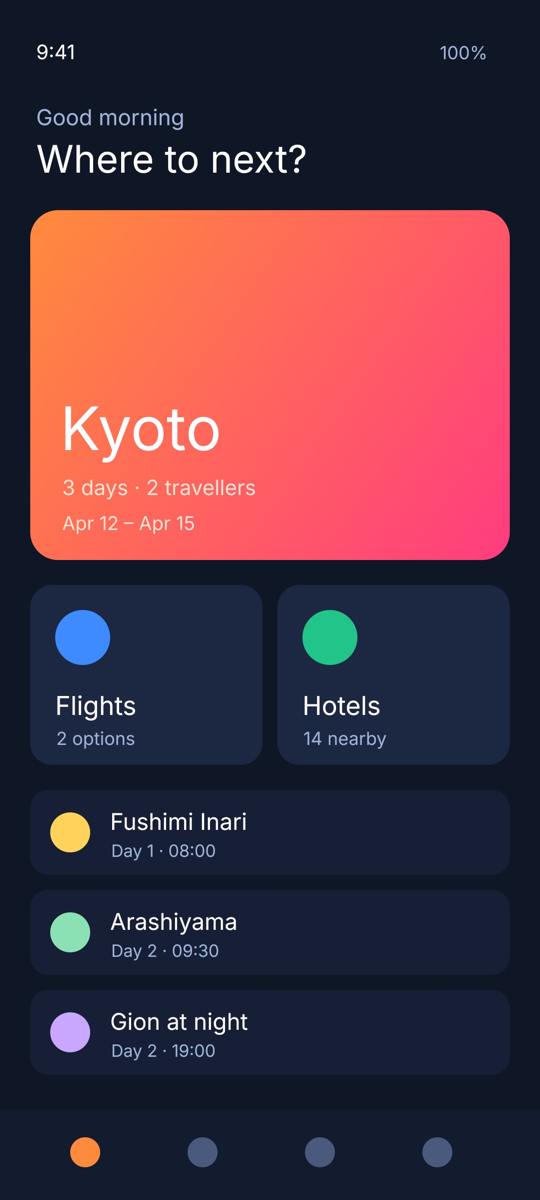 9:41
100%
Good morning
Where to next?
Kyoto
3 days · 2 travellers
Apr 12 – Apr 15
Flights
2 options
Hotels
14 nearby
Fushimi Inari
Day 1 · 08:00
Arashiyama
Day 2 · 09:30
Gion at night
Day 2 · 19:00